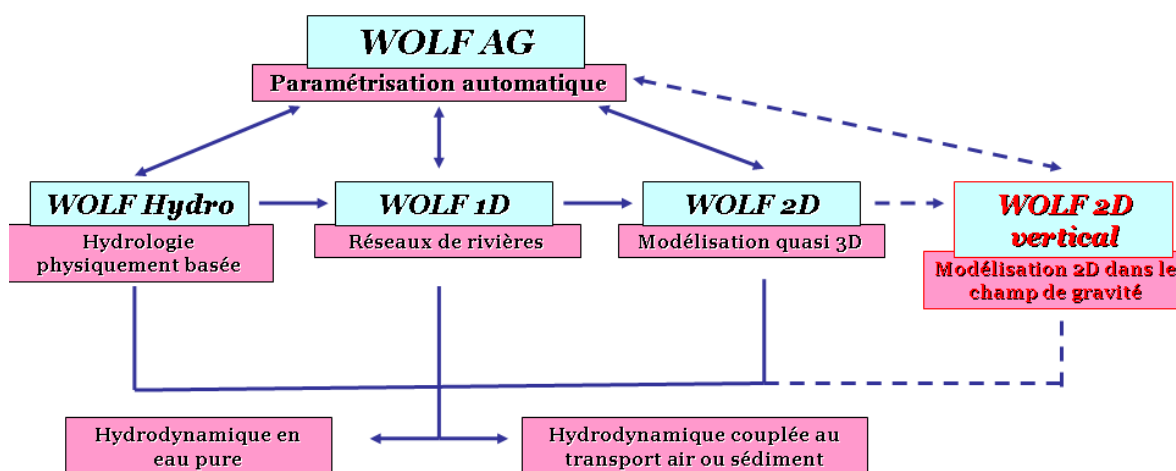 WOLF AG
Paramétrisation automatique
WOLF Hydro
Hydrologie
physiquement basée
WOLF 1D
Réseaux de rivières
WOLF 2D
Modélisation quasi 3D
WOLF 2D
vertical
Modélisation 2D dans le
champ de gravité
Hydrodynamique en
eau pure
Hydrodynamique couplée au
transport air ou sédiment